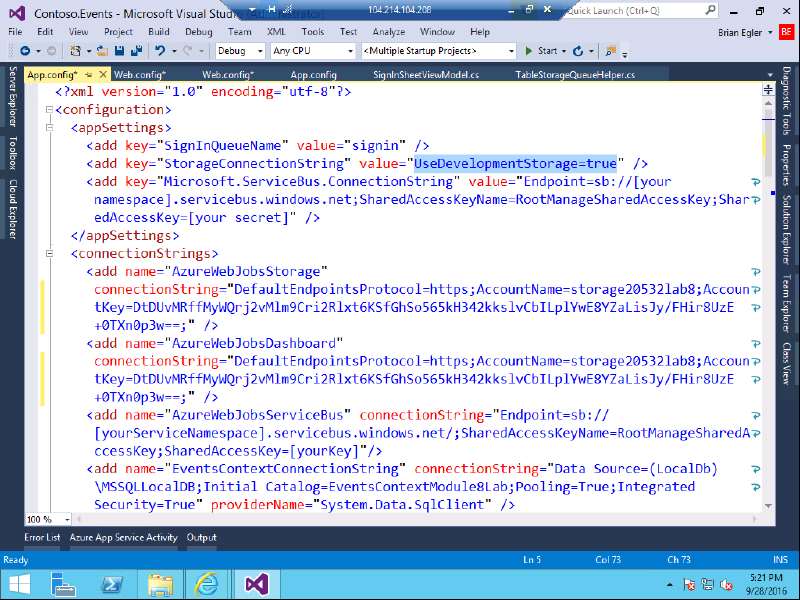 Contoso.Events - Microsoft Visual Stud
104.214.104.208
Quick Launch (Ctrl+Q)
File Edit View Project Build Debug Team XML Tools Test Analyze Window Help
Brian Egler
BE
Debug Any CPU <Multiple Startup Projects> Start
App.config* Web.config* Web.config* App.config SignInSheetViewModel.cs TableStorageQueueHelper.cs
Server Explorer
Toolbox
Cloud Explorer
<?xml version="1.0" encoding="utf-8"?>
<configuration>
<appSettings>
<add key="SignInQueueName" value="signin" />
<add key="StorageConnectionString" value="UseDevelopmentStorage=true" />
<add key="Microsoft.ServiceBus.ConnectionString" value="Endpoint=sb://[your
namespace].servicebus.windows.net;SharedAccessKeyName=RootManageSharedAccessKey;Shar
edAccessKey=[your secret]" />
</appSettings>
<connectionStrings>
<add name="AzureWebJobsStorage"
connectionString="DefaultEndpointsProtocol=https;AccountName=storage20532lab8;Accoun
tKey=DtDUvMRffMyWQrj2vMlm9Cri2Rlxt6KSfGhSo565kH342kkslvCbILplYwE8YZaLisJy/FHir8UzE
+0TXn0p3w==;" />
<add name="AzureWebJobsDashboard"
connectionString="DefaultEndpointsProtocol=https;AccountName=storage20532lab8;Accoun
tKey=DtDUvMRffMyWQrj2vMlm9Cri2Rlxt6KSfGhSo565kH342kkslvCbILplYwE8YZaLisJy/FHir8UzE
+0TXn0p3w==;" />
<add name="AzureWebJobsServiceBus" connectionString="Endpoint=sb://
[yourServiceNamespace].servicebus.windows.net/;SharedAccessKeyName=RootManageSharedA
ccessKey;SharedAccessKey=[yourKey]"/>
<add name="EventsContextConnectionString" connectionString="Data Source=(LocalDb)
\MSSQLLocalDB;Initial Catalog=EventsContextModule8Lab;Pooling=True;Integrated
Security=True" providerName="System.Data.SqlClient" />
Diagnostic Tools
Properties
Solution Explorer
Team Explorer
Class View
100 %
Error List Azure App Service Activity Output
Ready Ln 5 Col 73 Ch 73 INS
5:21 PM
9/28/2016